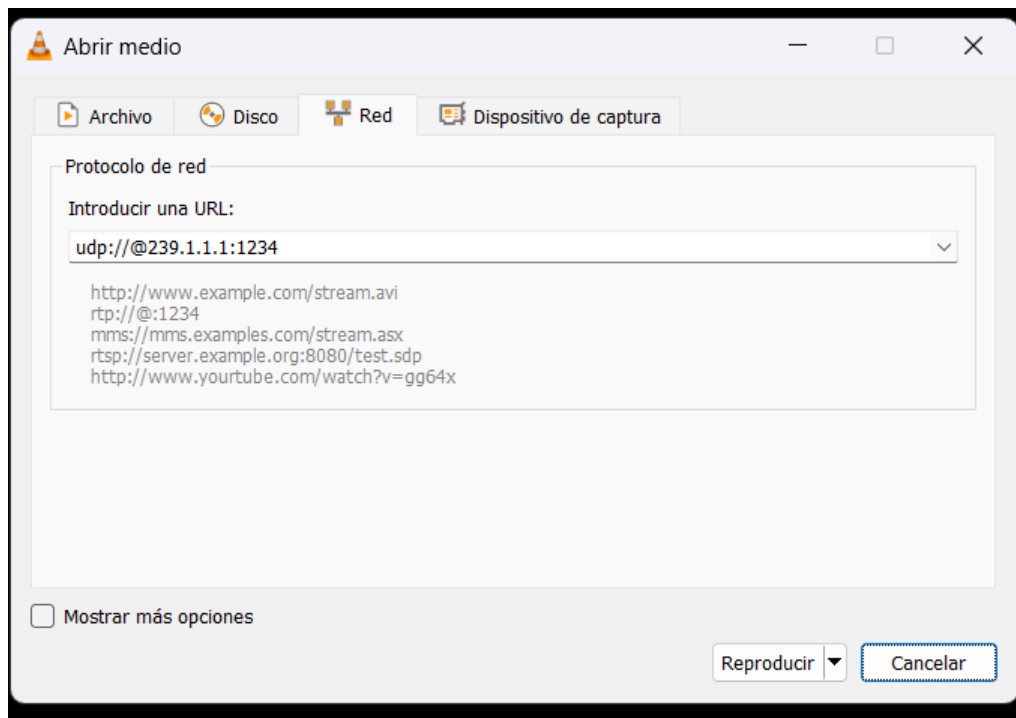 Abrir medio
Archivo
Disco
Red
Dispositivo de captura
Protocolo de red
Introducir una URL:
udp://@239.1.1.1:1234
http://www.example.com/stream.avi
rtp://@:1234
mms://mms.examples.com/stream.asx
rtsp://server.example.org:8080/test.sdp
http://www.yourtube.com/watch?v=gg64x
Mostrar más opciones
Reproducir
Cancelar